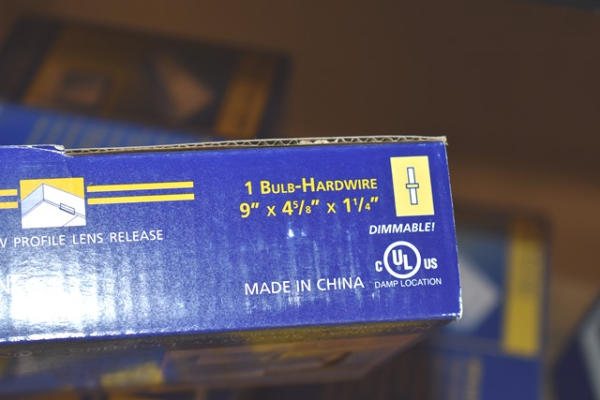 1 BULB-HARDWIRE
9" x 4⁵/₈" x 1¹/₄"
DIMMABLE!
PROFILE LENS RELEASE
C UL US
MADE IN CHINA
DAMP LOCATION